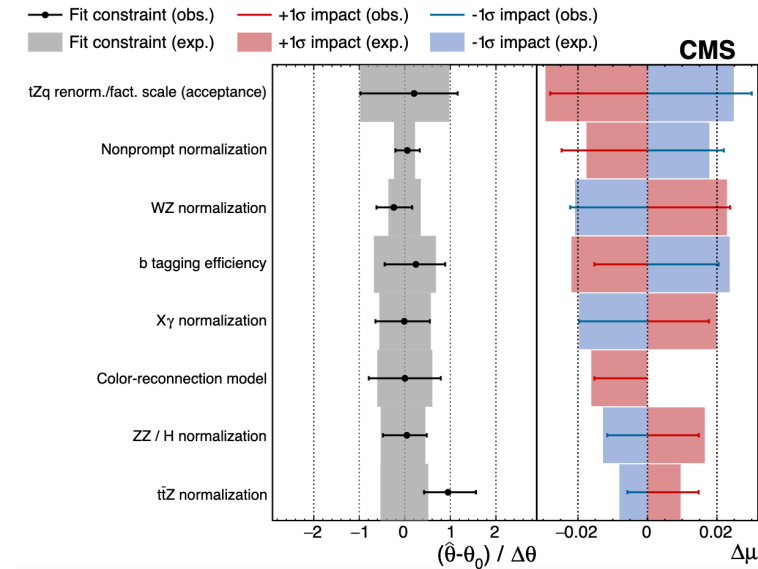 Fit constraint (obs.) +1σ impact (obs.) -1σ impact (obs.)
Fit constraint (exp.) +1σ impact (exp.) -1σ impact (exp.)
CMS
tZq renorm./fact. scale (acceptance)
Nonprompt normalization
WZ normalization
b tagging efficiency
Xγ normalization
Color-reconnection model
ZZ / H normalization
tt̄Z normalization
−2 −1 0 1 2 −0.02 0 0.02
(θ̂-θ₀) / Δθ Δμ